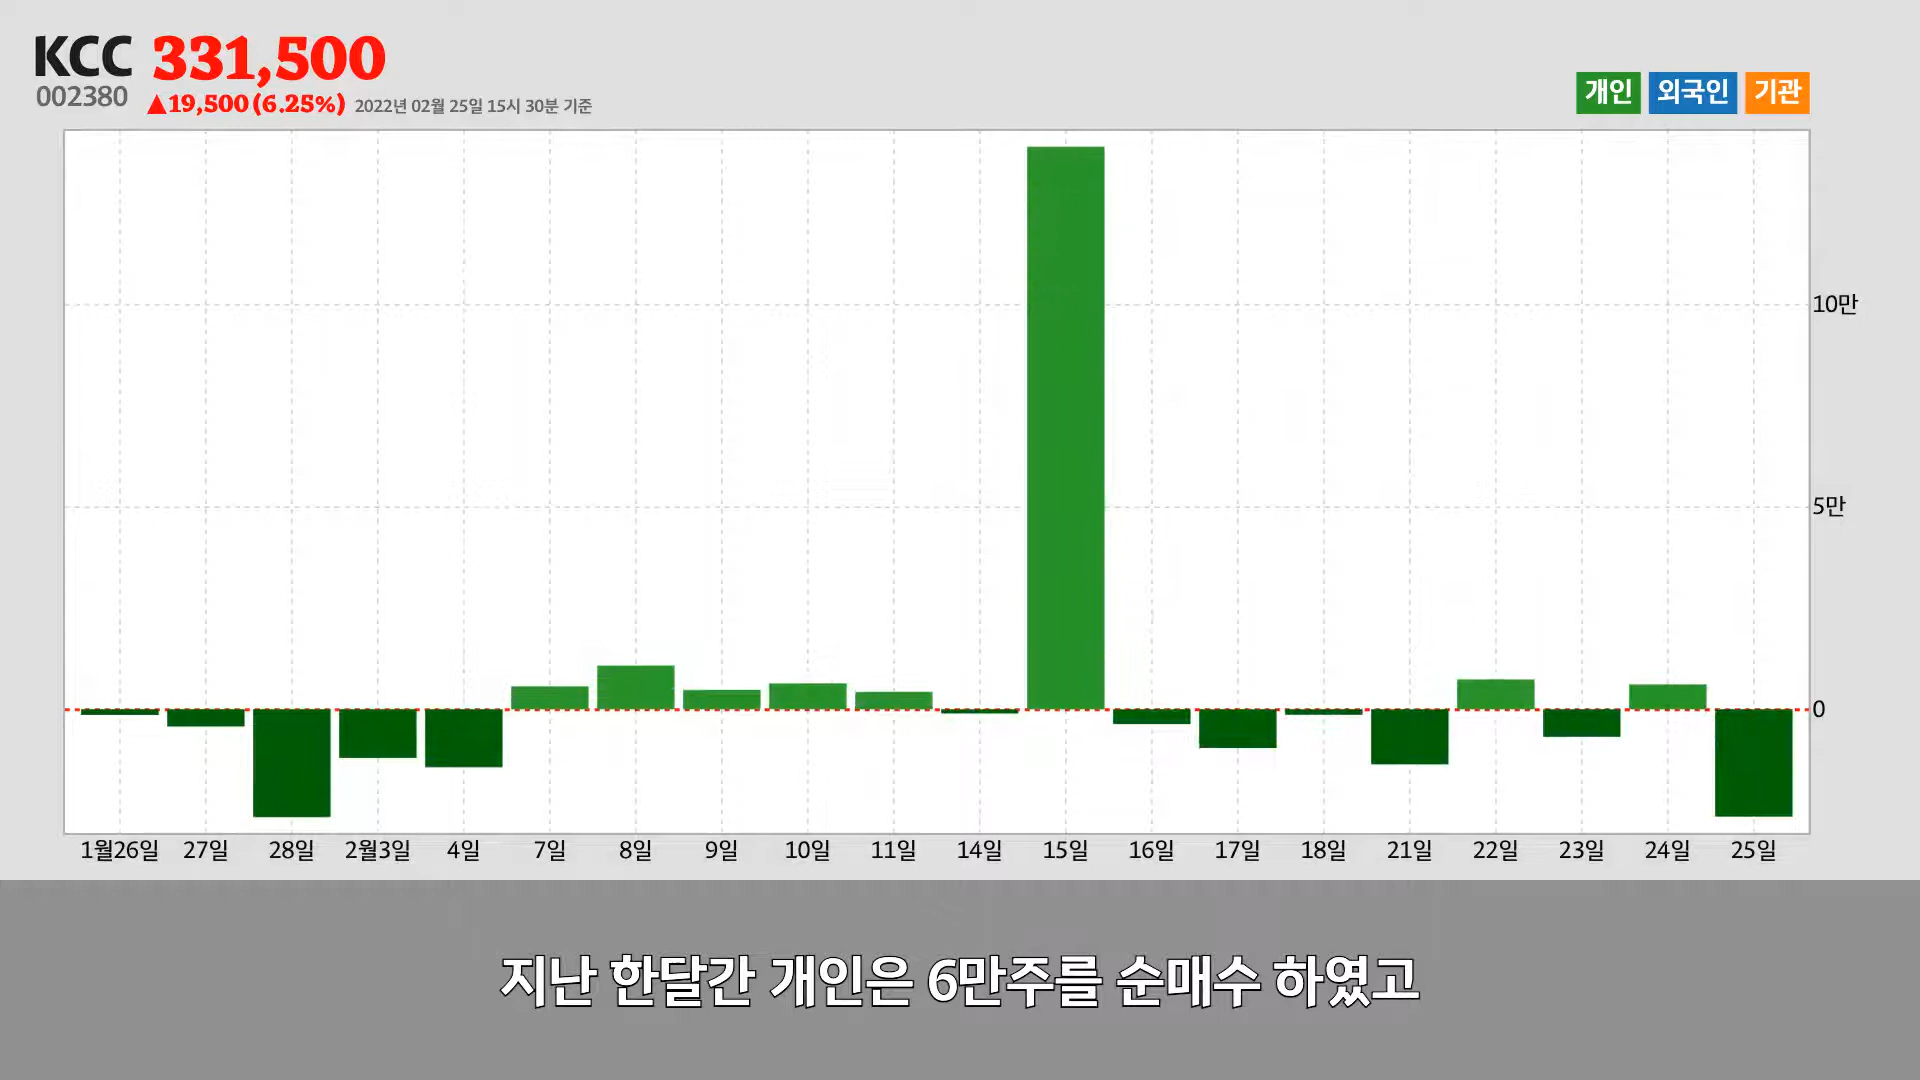 KCC 331,500
002380 ▲19,500 (6.25%) 2022년 02월 25일 15시 30분 기준
개인 외국인 기관
10만
5만
0
1월26일 27일 28일 2월3일 4일 7일 8일 9일 10일 11일 14일 15일 16일 17일 18일 21일 22일 23일 24일 25일
지난 한달간 개인은 6만주를 순매수 하였고